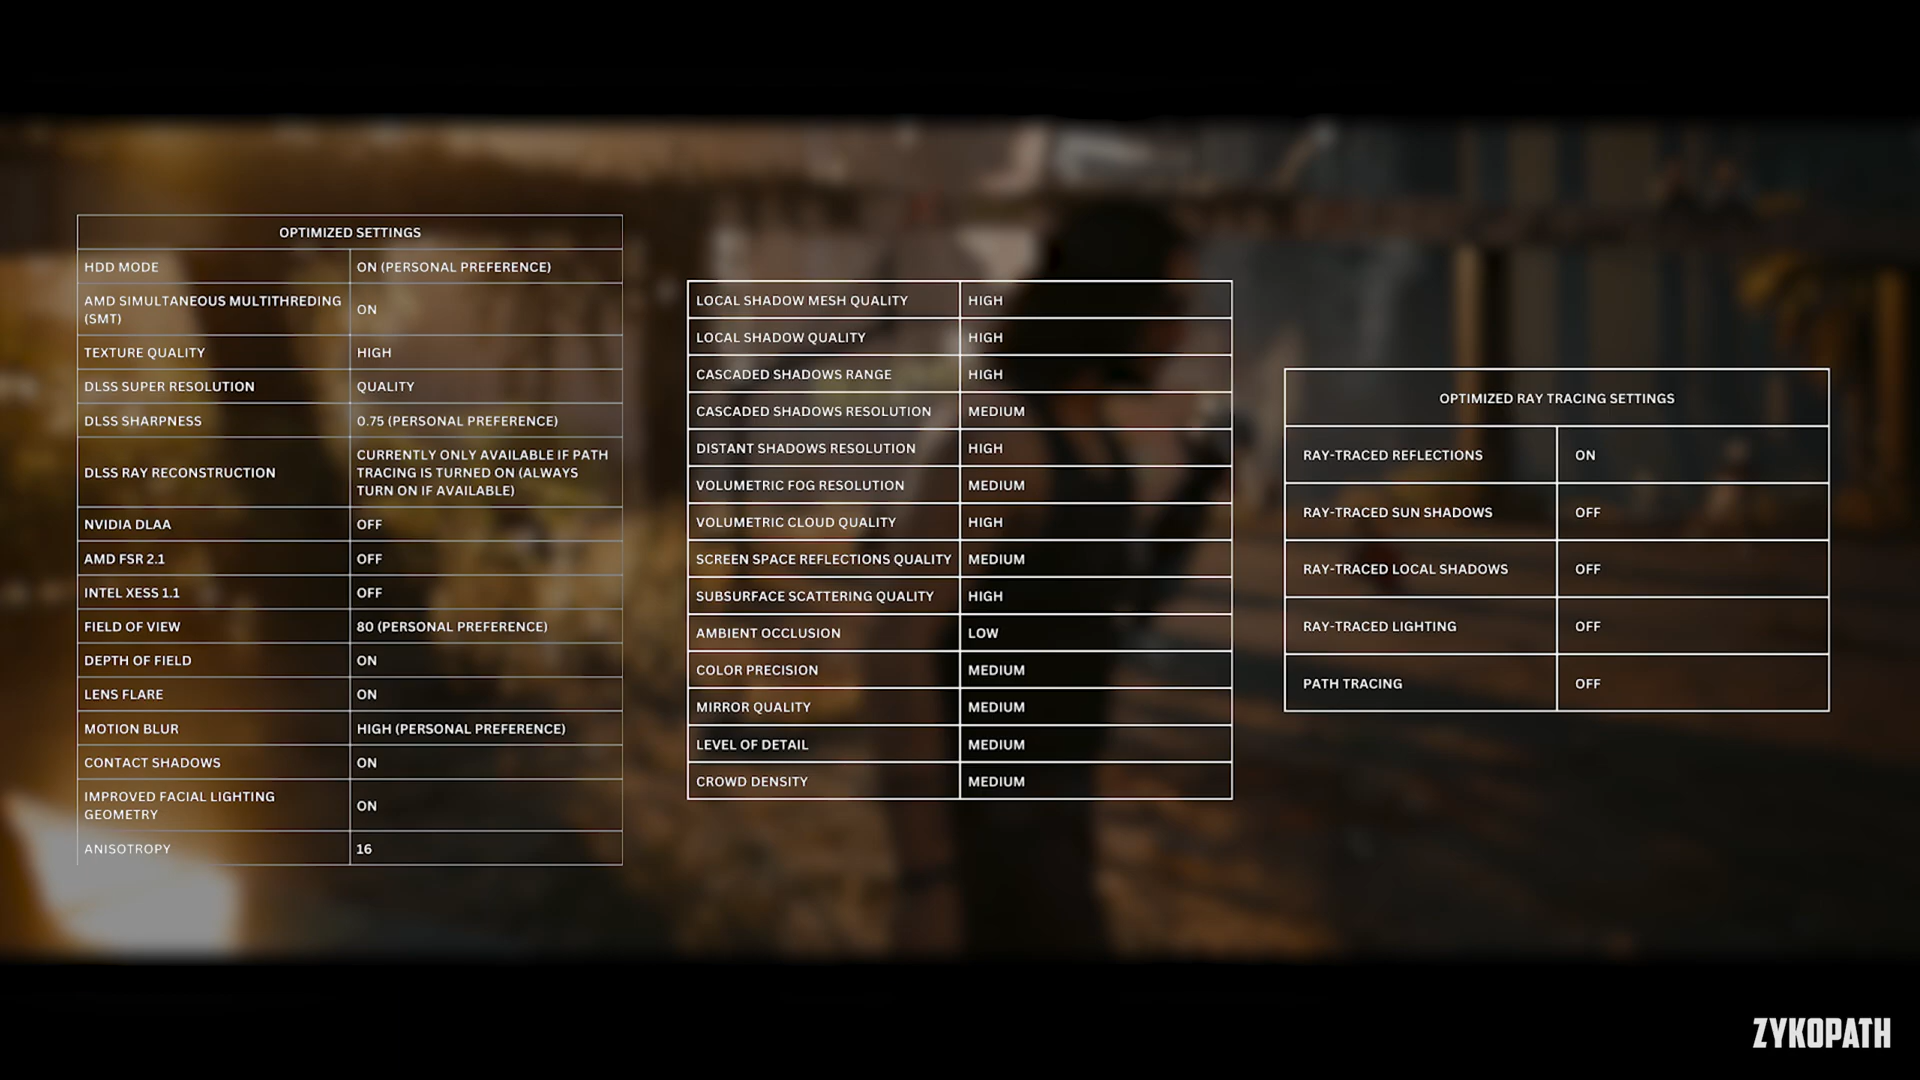 OPTIMIZED SETTINGS
HDD MODE ON (PERSONAL PREFERENCE)
AMD SIMULTANEOUS MULTITHREDING
(SMT) ON
TEXTURE QUALITY HIGH
DLSS SUPER RESOLUTION QUALITY
DLSS SHARPNESS 0.75 (PERSONAL PREFERENCE)
DLSS RAY RECONSTRUCTION CURRENTLY ONLY AVAILABLE IF PATH
TRACING IS TURNED ON (ALWAYS
TURN ON IF AVAILABLE)
NVIDIA DLAA OFF
AMD FSR 2.1 OFF
INTEL XESS 1.1 OFF
FIELD OF VIEW 80 (PERSONAL PREFERENCE)
DEPTH OF FIELD ON
LENS FLARE ON
MOTION BLUR HIGH (PERSONAL PREFERENCE)
CONTACT SHADOWS ON
IMPROVED FACIAL LIGHTING
GEOMETRY ON
ANISOTROPY 16
LOCAL SHADOW MESH QUALITY HIGH
LOCAL SHADOW QUALITY HIGH
CASCADED SHADOWS RANGE HIGH
CASCADED SHADOWS RESOLUTION MEDIUM
DISTANT SHADOWS RESOLUTION HIGH
VOLUMETRIC FOG RESOLUTION MEDIUM
VOLUMETRIC CLOUD QUALITY HIGH
SCREEN SPACE REFLECTIONS QUALITY MEDIUM
SUBSURFACE SCATTERING QUALITY HIGH
AMBIENT OCCLUSION LOW
COLOR PRECISION MEDIUM
MIRROR QUALITY MEDIUM
LEVEL OF DETAIL MEDIUM
CROWD DENSITY MEDIUM
OPTIMIZED RAY TRACING SETTINGS
RAY-TRACED REFLECTIONS ON
RAY-TRACED SUN SHADOWS OFF
RAY-TRACED LOCAL SHADOWS OFF
RAY-TRACED LIGHTING OFF
PATH TRACING OFF
ZYKOPATH